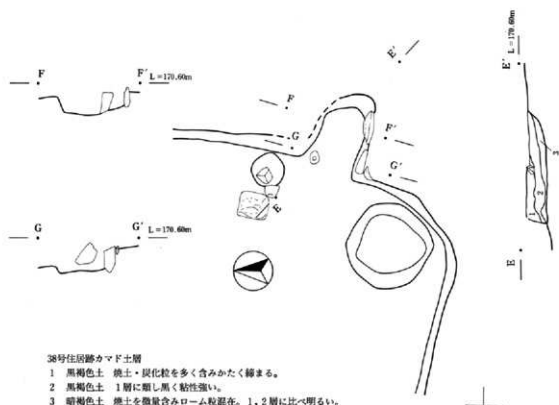 F F' L=170.60m
G G' L=170.60m
E'
F
G
F'
G'
E
E' L=170.60m
1 2 3
E
38号住居跡カマド土層
1 黒褐色土 焼土・炭化粒を多く含みかたく締まる。
2 黒褐色土 1層に類し黒く粘性強い。
3 暗褐色土 焼土を微量含みローム粒混在。1,2層に比べ明るい。